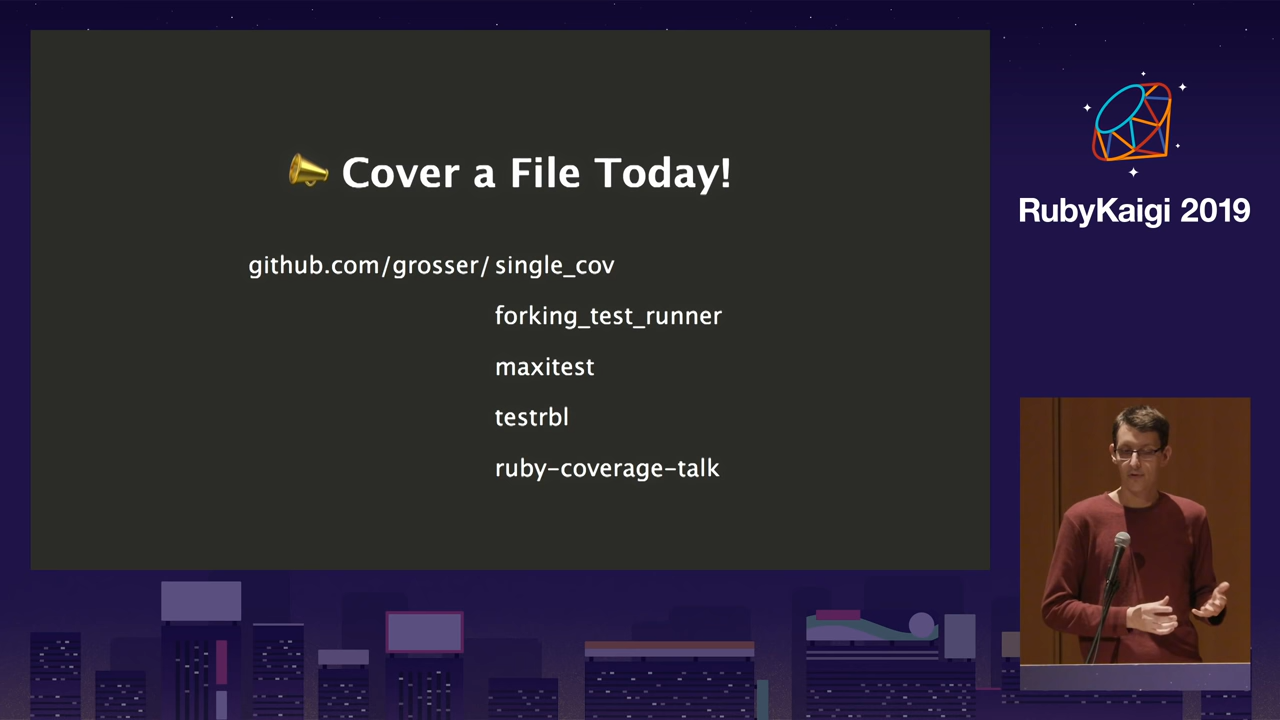 📣 Cover a File Today!
github.com/grosser/ single_cov
forking_test_runner
maxitest
testrbl
ruby-coverage-talk
RubyKaigi 2019